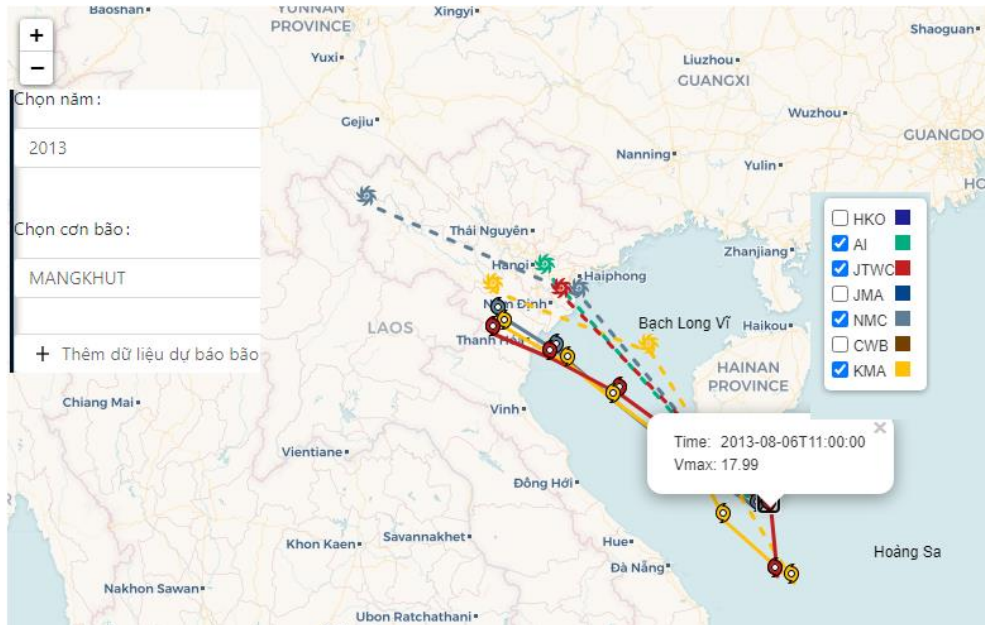 Baoshan
YUNNAN
PROVINCE
Xingyi
Shaoguan
+
−
Yuxi
Liuzhou
GUANGXI
Chọn năm:
Gejiu
Wuzhou
2013
GUANGDO
Nanning
Yulin
HO
Chọn cơn bão:
Thái Nguyên
HKO
AI
JTWC
JMA
NMC
CWB
KMA
Zhanjiang
Hanoi
Haiphong
MANGKHUT
Nam Định
LAOS
Bạch Long Vĩ
Haikou
Thanh Hóa
+ Thêm dữ liệu dự báo bão
HAINAN
PROVINCE
Chiang Mai
Vinh
×
Time: 2013-08-06T11:00:00
Vmax: 17.99
Vientiane
Đồng Hới
Khon Kaen
Savannakhet
Hue
Hoàng Sa
Đà Nẵng
Nakhon Sawan
Ubon Ratchathani